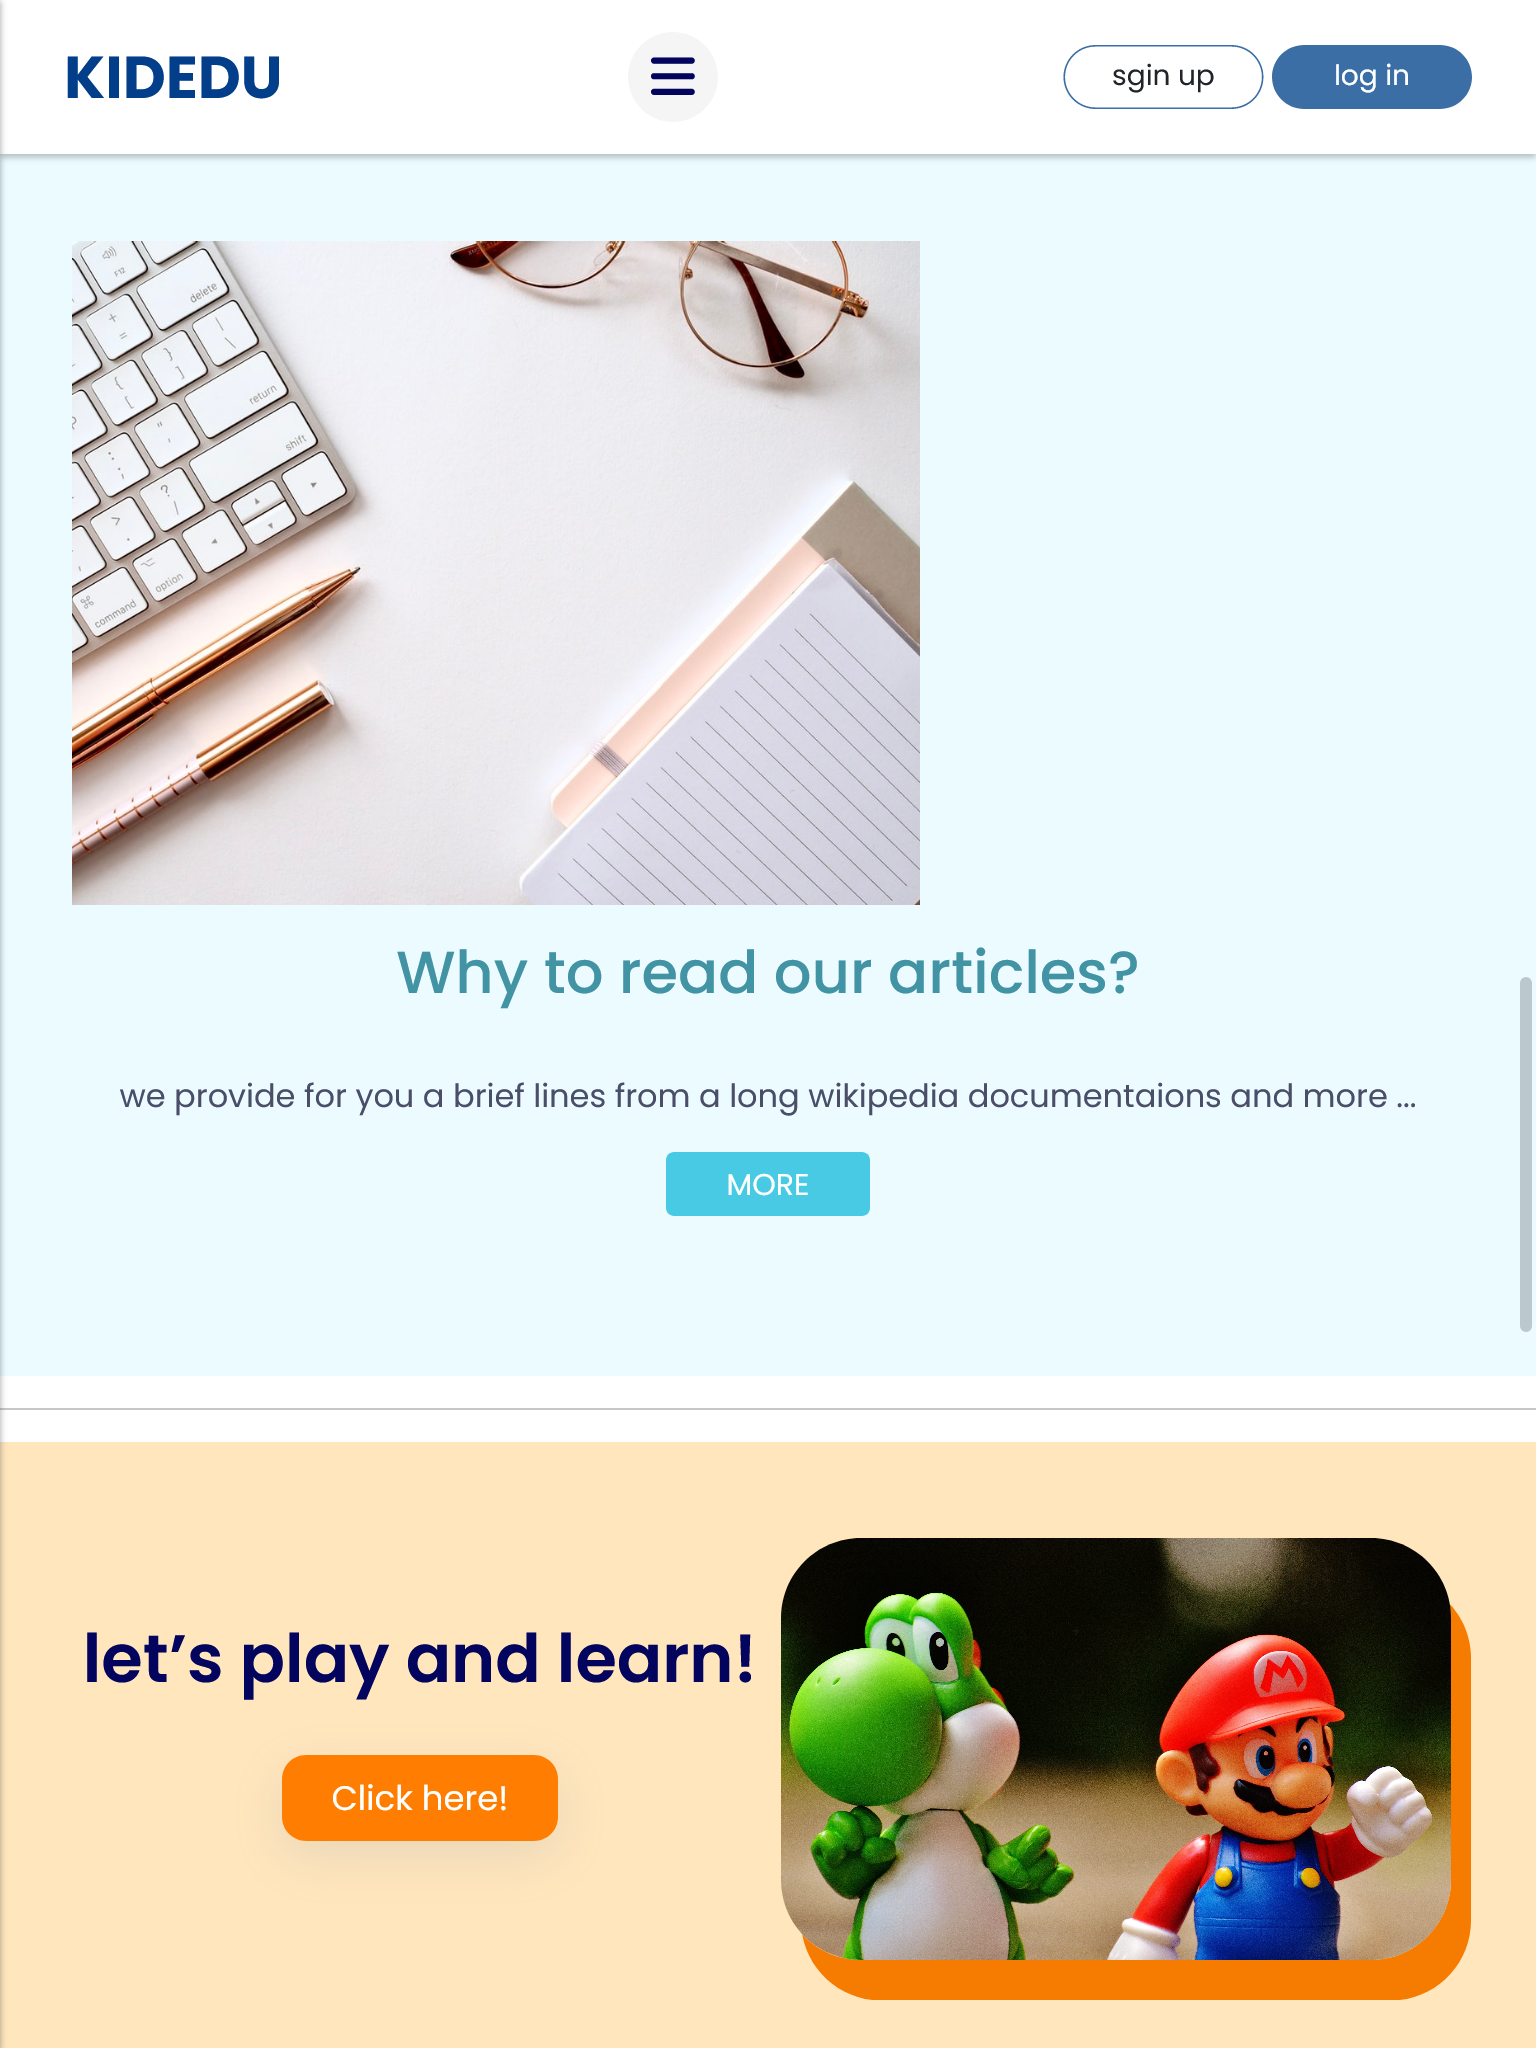 KIDEDU
sgin up
log in
F12
delete
+
=
|
\
}
]
{
[
return
"
,
shift
:
;
?
/
>
.
option
command
Why to read our articles?
we provide for you a brief lines from a long wikipedia documentaions and more ...
MORE
let’s play and learn!
Click here!
M